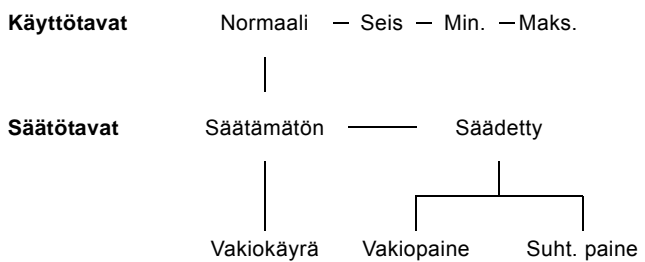 Käyttötavat Normaali – Seis – Min. – Maks.
Säätötavat Säätämätön Säädetty
Vakiokäyrä Vakiopaine Suht. paine